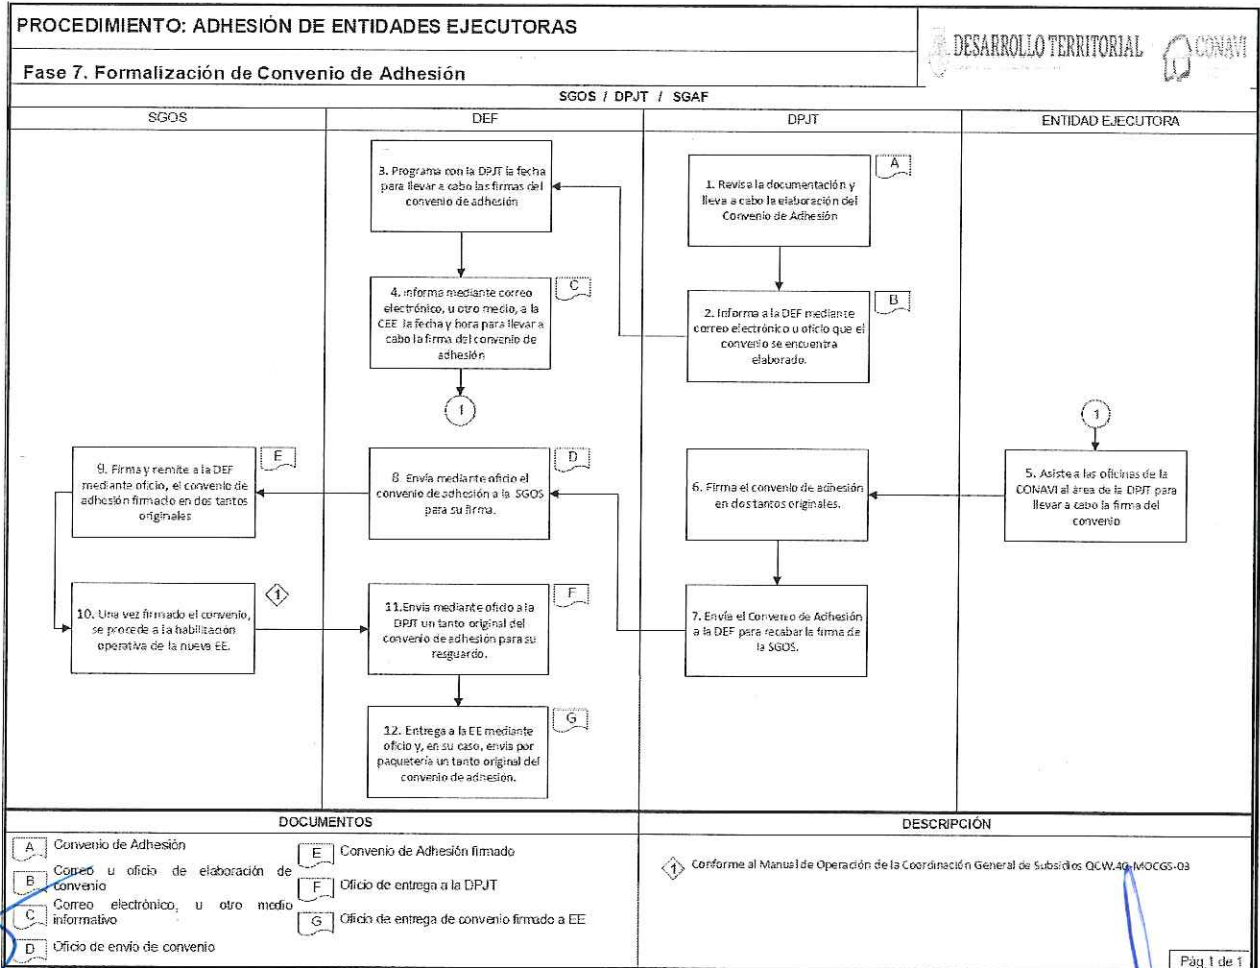 PROCEDIMIENTO: ADHESIÓN DE ENTIDADES EJECUTORAS
DESARROLLO TERRITORIAL
CONAVI
Fase 7. Formalización de Convenio de Adhesión
SGOS / DPJT / SGAF
SGOS
DEF
DPJT
ENTIDAD EJECUTORA
A
1. Revisa la documentación y
lleva a cabo la elaboración del
Convenio de Adhesión
B
2. Informa a la DEF mediante
correo electrónico u oficio que el
convenio se encuentra
elaborado.
3. Programa con la DPJT la fecha
para llevar a cabo las firmas del
convenio de adhesión
C
4. Informa mediante correo
electrónico, u otro medio, a la
CEE la fecha y hora para llevar a
cabo la firma del convenio de
adhesión
1
1
5. Asiste a las oficinas de la
CONAVI al área de la DPJT para
llevar a cabo la firma del
convenio
6. Firma el convenio de adhesión
en dos tantos originales.
7. Envía el Convenio de Adhesión
a la DEF para recabar la firma de
la SGOS.
D
8. Envía mediante oficio el
convenio de adhesión a la SGOS
para su firma.
E
9. Firma y remite a la DEF
mediante oficio, el convenio de
adhesión firmado en dos tantos
originales
1
10. Una vez firmado el convenio,
se procede a la habilización
operativa de la nueva EE.
F
11.Envía mediante oficio a la
DPJT un tanto original del
convenio de adhesión para su
resguardo.
G
12. Entrega a la EE mediante
oficio y, en su caso, envía por
paquetería un tanto original del
convenio de adhesión.
DOCUMENTOS
A Convenio de Adhesión
B Correo u oficio de elaboración de
convenio
C Correo electrónico, u otro medio
informativo
D Oficio de envío de convenio
E Convenio de Adhesión firmado
F Oficio de entrega a la DPJT
G Oficio de entrega de convenio firmado a EE
DESCRIPCIÓN
1 Conforme al Manual de Operación de la Coordinación General de Subsidios QCW.40-MOCGS-03
Pág 1 de 1